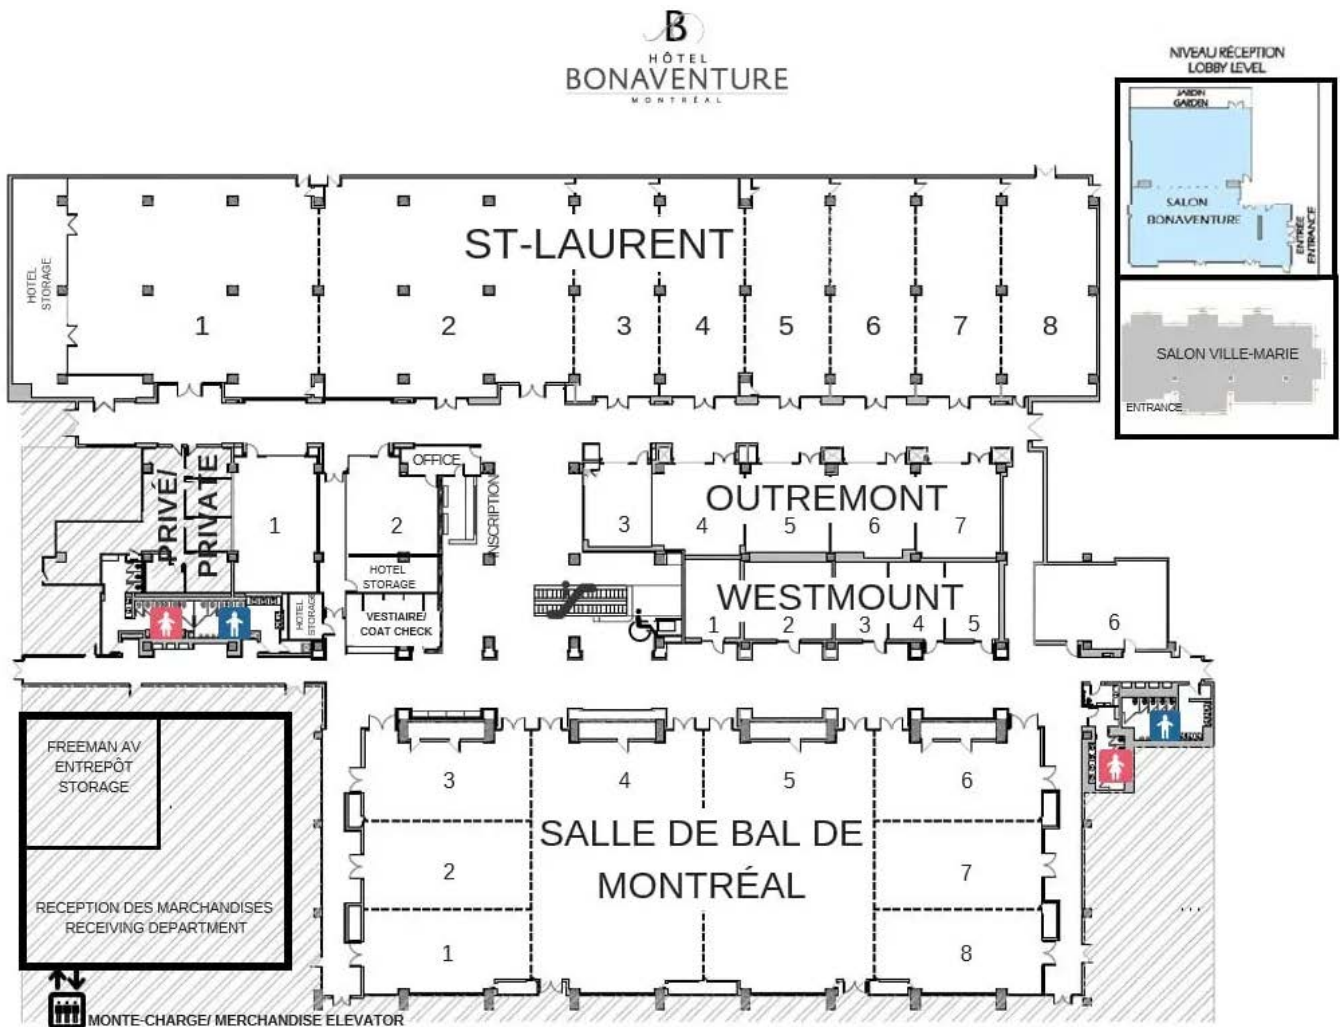 B
HÔTEL
BONAVENTURE
MONTRÉAL
NIVEAU RÉCEPTION
LOBBY LEVEL
JARDIN
GARDEN
SALON
BONAVENTURE
ENTRÉE
ENTRANCE
SALON VILLE-MARIE
ENTRANCE
HOTEL
STORAGE
ST-LAURENT
1
2
3
4
5
6
7
8
PRIVÉ/
PRIVATE
1
2
OFFICE
INSCRIPTION
HOTEL
STORAGE
HOTEL
STORAGE
VESTIAIRE/
COAT CHECK
OUTREMONT
3
4
5
6
7
WESTMOUNT
1
2
3
4
5
6
FREEMAN AV
ENTREPÔT
STORAGE
RECEPTION DES MARCHANDISES
RECEIVING DEPARTMENT
MONTE-CHARGE/ MERCHANDISE ELEVATOR
3
4
5
6
SALLE DE BAL DE
MONTRÉAL
2
7
1
8